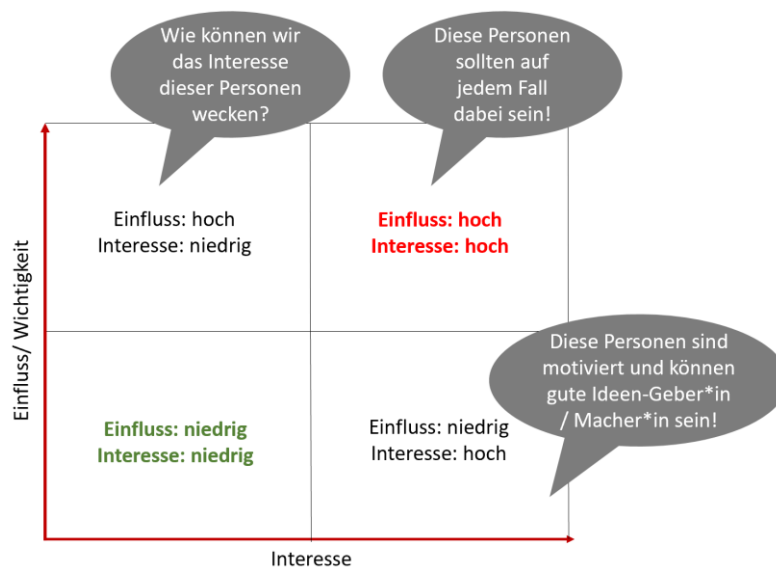 Wie können wir
das Interesse
dieser Personen
wecken?
Diese Personen
sollten auf
jedem Fall
dabei sein!
Einfluss: hoch
Interesse: niedrig
Einfluss: hoch
Interesse: hoch
Einfluss/ Wichtigkeit
Diese Personen sind
motiviert und können
gute Ideen-Geber*in
/ Macher*in sein!
Einfluss: niedrig
Interesse: niedrig
Einfluss: niedrig
Interesse: hoch
Interesse